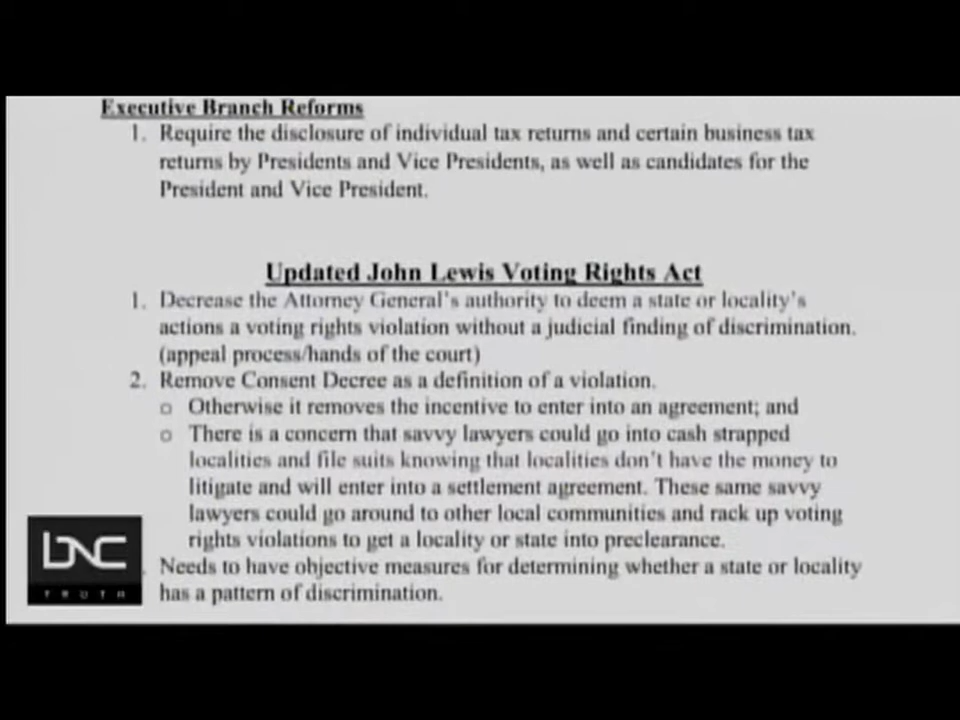 Executive Branch Reforms
1. Require the disclosure of individual tax returns and certain business tax
returns by Presidents and Vice Presidents, as well as candidates for the
President and Vice President.
Updated John Lewis Voting Rights Act
1. Decrease the Attorney General's authority to deem a state or locality's
actions a voting rights violation without a judicial finding of discrimination.
(appeal process/hands of the court)
2. Remove Consent Decree as a definition of a violation.
o Otherwise it removes the incentive to enter into an agreement; and
o There is a concern that savvy lawyers could go into cash strapped
localities and file suits knowing that localities don't have the money to
litigate and will enter into a settlement agreement. These same savvy
lawyers could go around to other local communities and rack up voting
rights violations to get a locality or state into preclearance.
Needs to have objective measures for determining whether a state or locality
has a pattern of discrimination.
BNC
TRUTH